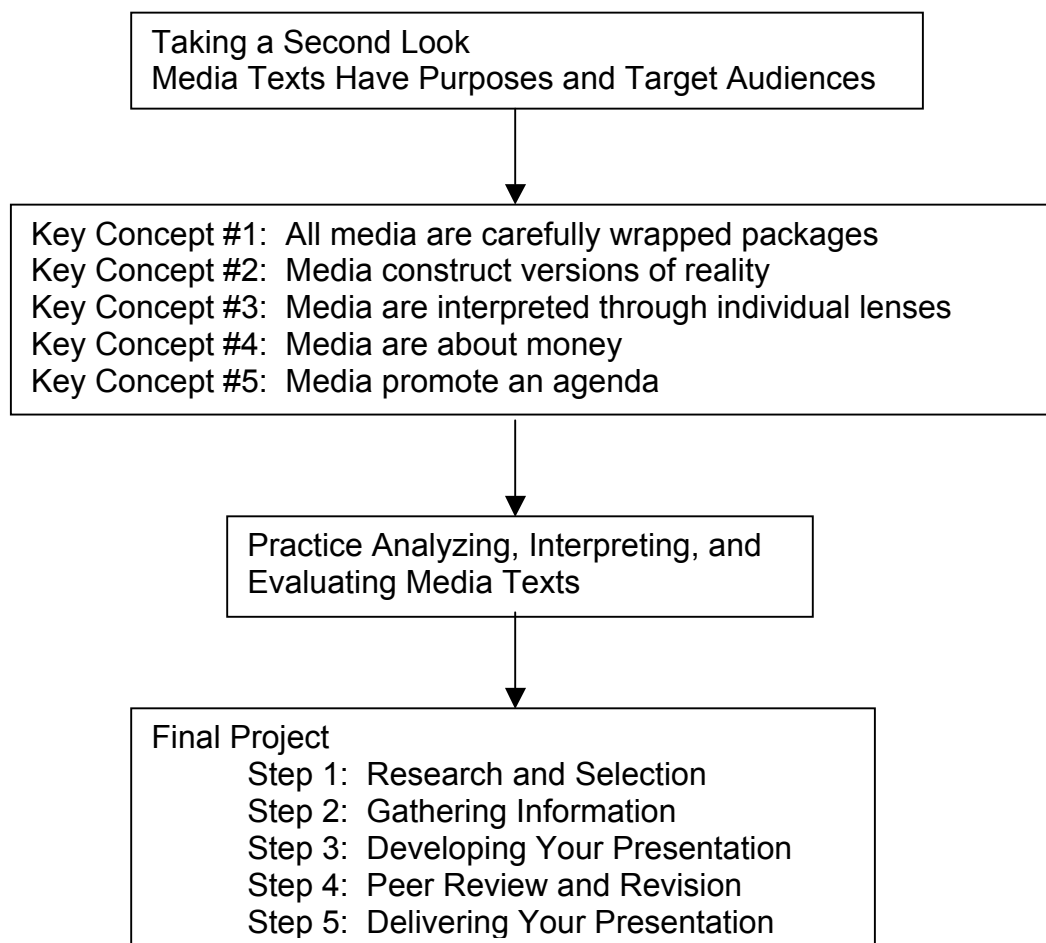 Taking a Second Look
Media Texts Have Purposes and Target Audiences
Key Concept #1:  All media are carefully wrapped packages
Key Concept #2:  Media construct versions of reality
Key Concept #3:  Media are interpreted through individual lenses
Key Concept #4:  Media are about money
Key Concept #5:  Media promote an agenda
Practice Analyzing, Interpreting, and
Evaluating Media Texts
Final Project
Step 1:  Research and Selection
Step 2:  Gathering Information
Step 3:  Developing Your Presentation
Step 4:  Peer Review and Revision
Step 5:  Delivering Your Presentation